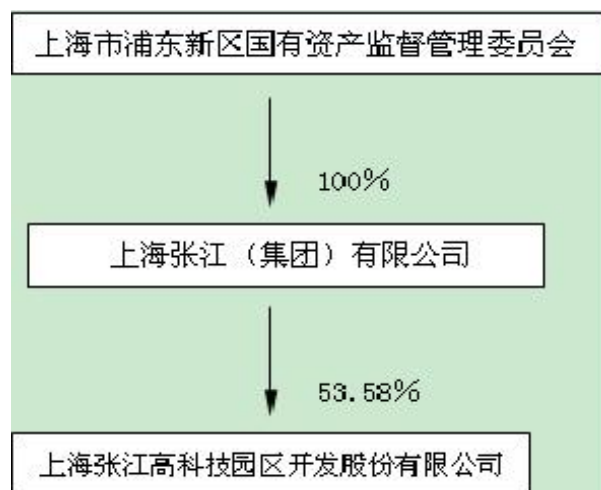 上海市浦东新区国有资产监督管理委员会
100%
上海张江（集团）有限公司
53.58%
上海张江高科技园区开发股份有限公司